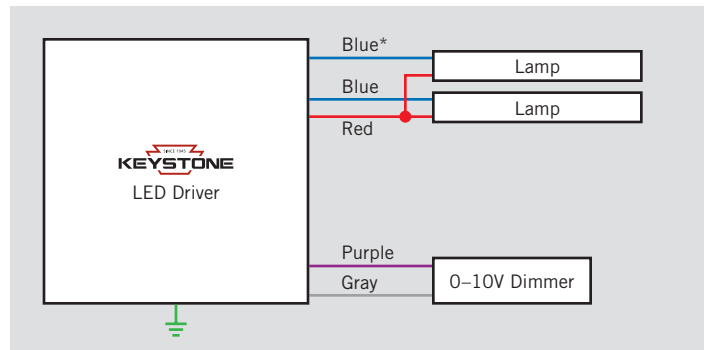 Blue*
Lamp
Blue
Lamp
Red
SINCE 1945
KEYSTONE
LED Driver
Purple
Gray
0–10V Dimmer